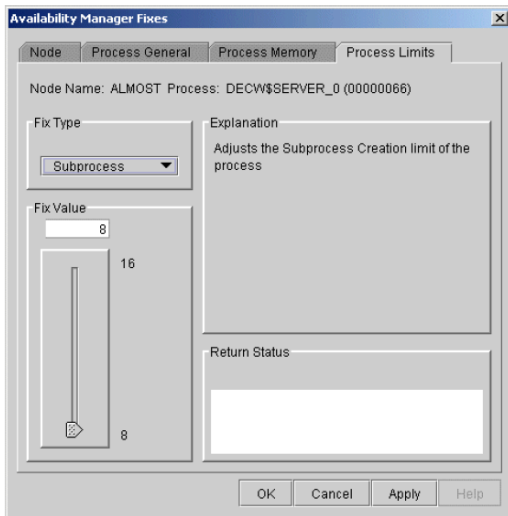 Availability Manager Fixes
Node Process General Process Memory Process Limits
Node Name: ALMOST Process: DECW$SERVER_0 (00000066)
Fix Type
Subprocess
Explanation
Adjusts the Subprocess Creation limit of the
process
Fix Value
8
16
8
Return Status
OK Cancel Apply Help